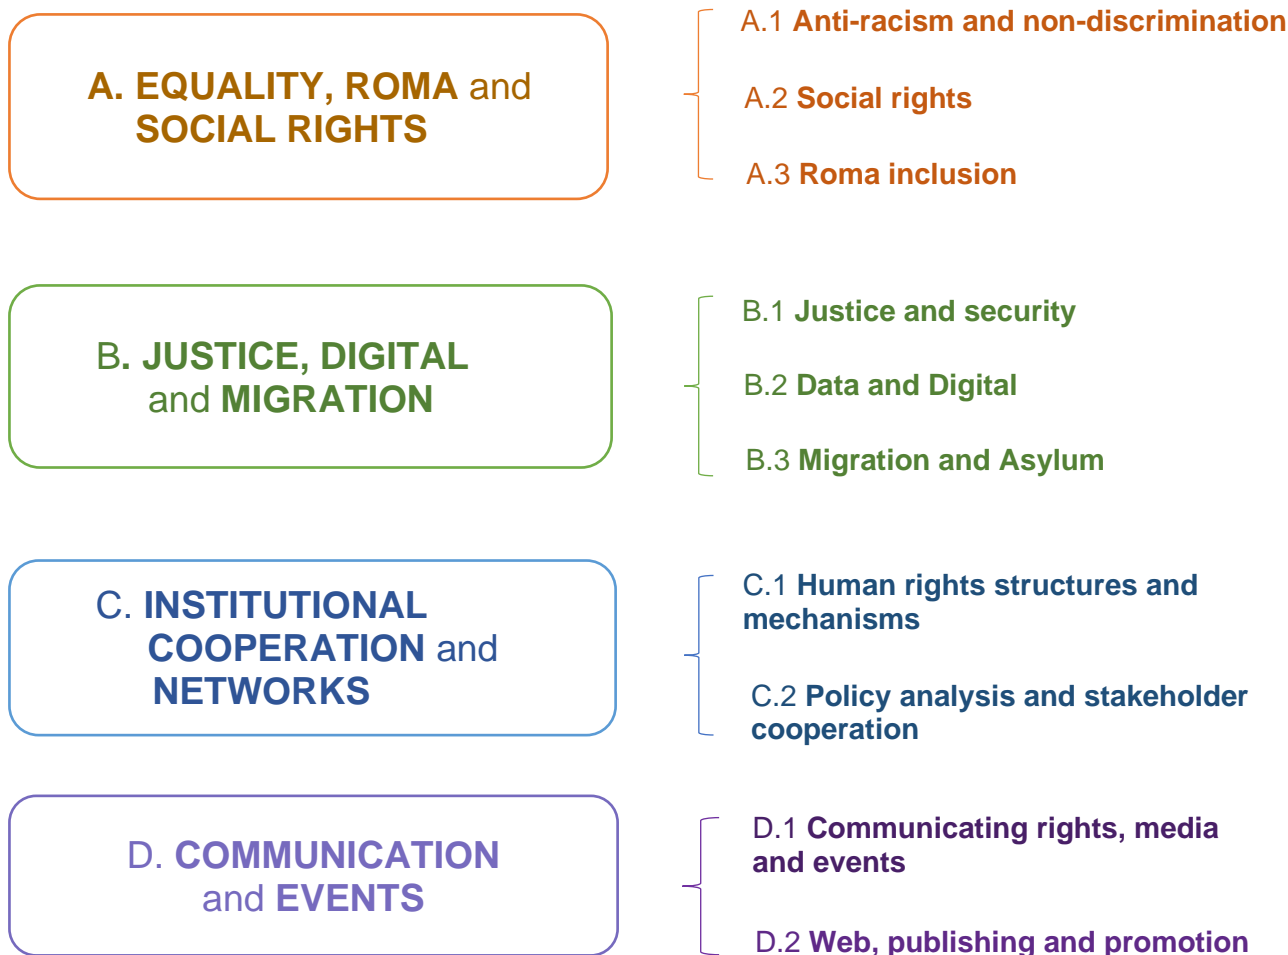 A. EQUALITY, ROMA and
SOCIAL RIGHTS
A.1 Anti-racism and non-discrimination
A.2 Social rights
A.3 Roma inclusion
B. JUSTICE, DIGITAL
and MIGRATION
B.1 Justice and security
B.2 Data and Digital
B.3 Migration and Asylum
C. INSTITUTIONAL
COOPERATION and
NETWORKS
C.1 Human rights structures and
mechanisms
C.2 Policy analysis and stakeholder
cooperation
D. COMMUNICATION
and EVENTS
D.1 Communicating rights, media
and events
D.2 Web, publishing and promotion